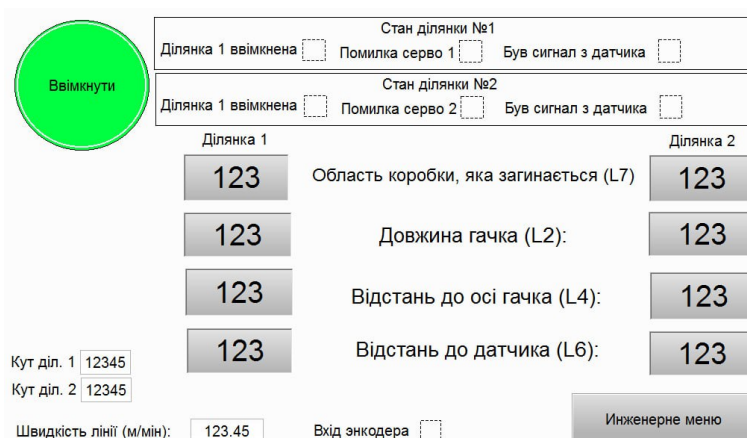 Ввімкнути
Стан ділянки №1
Ділянка 1 ввімкнена Помилка серво 1 Був сигнал з датчика
Стан ділянки №2
Ділянка 1 ввімкнена Помилка серво 2 Був сигнал з датчика
Ділянка 1 Ділянка 2
123 Область коробки, яка загинається (L7) 123
123 Довжина гачка (L2): 123
123 Відстань до осі гачка (L4): 123
123 Відстань до датчика (L6): 123
Кут діл. 1 12345
Кут діл. 2 12345
Швидкість лінії (м/мін): 123.45 Вхід энкодера Инженерне меню